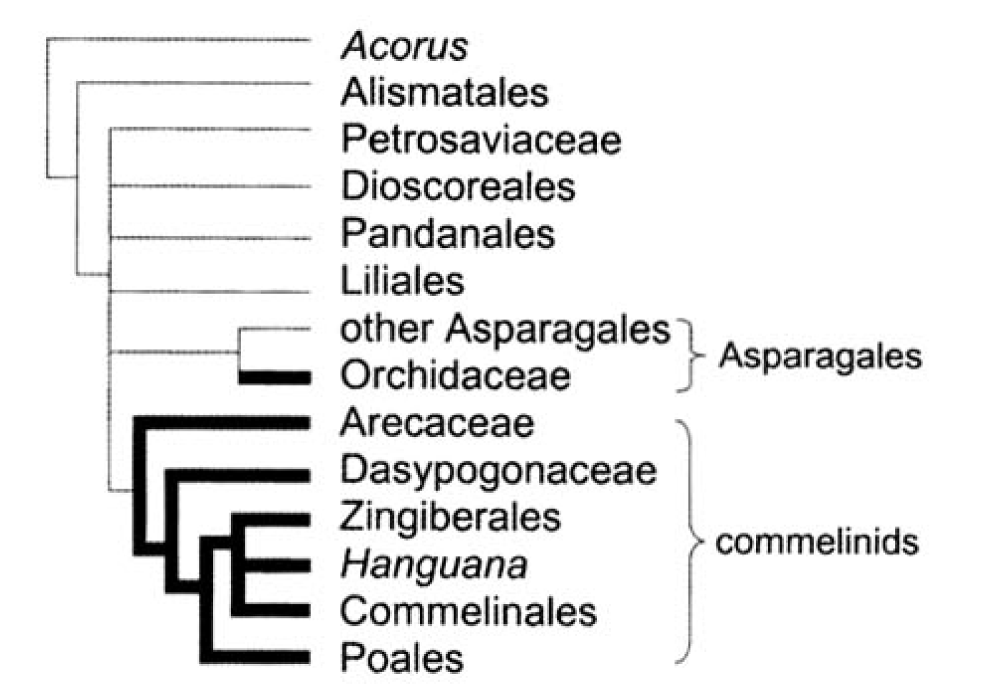 Acorus
Alismatales
Petrosaviaceae
Dioscoreales
Pandanales
Liliales
other Asparagales
Orchidaceae
Asparagales
Arecaceae
Dasypogonaceae
Zingiberales
Hanguana
Commelinales
Poales
commelinids